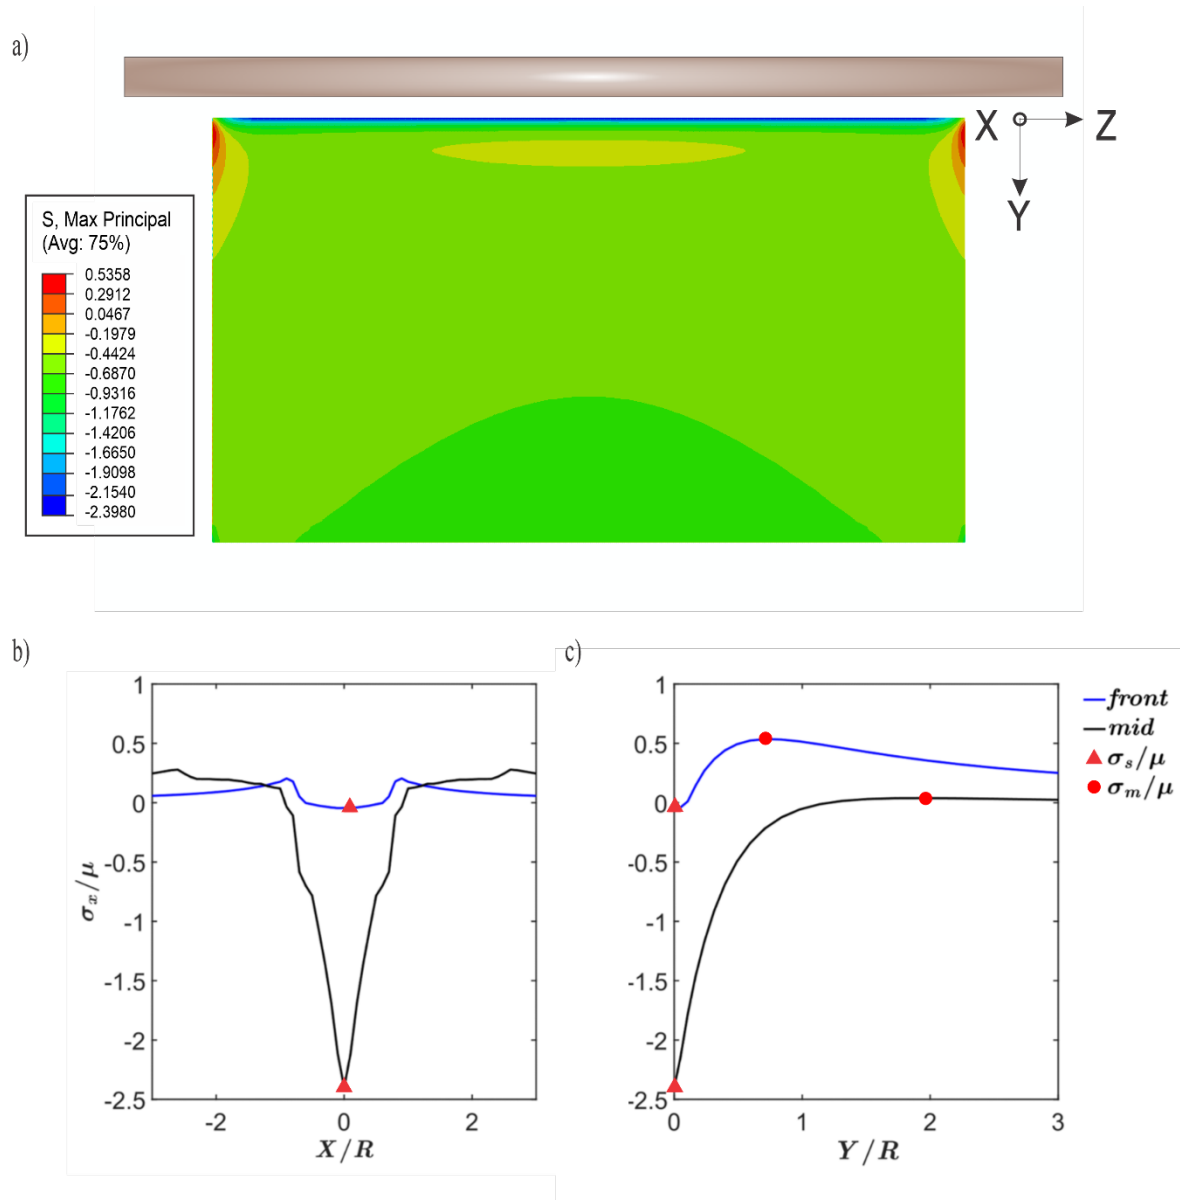 a)
X Z
Y
S, Max Principal
(Avg: 75%)
0.5358
0.2912
0.0467
-0.1979
-0.4424
-0.6870
-0.9316
-1.1762
-1.4206
-1.6650
-1.9098
-2.1540
-2.3980
b)
1
0.5
0
-0.5
-1
-1.5
-2
-2.5
σx/μ
-2 0 2
X/R
c)
1
0.5
0
-0.5
-1
-1.5
-2
-2.5
0 1 2 3
Y/R
front
mid
σs/μ
σm/μ